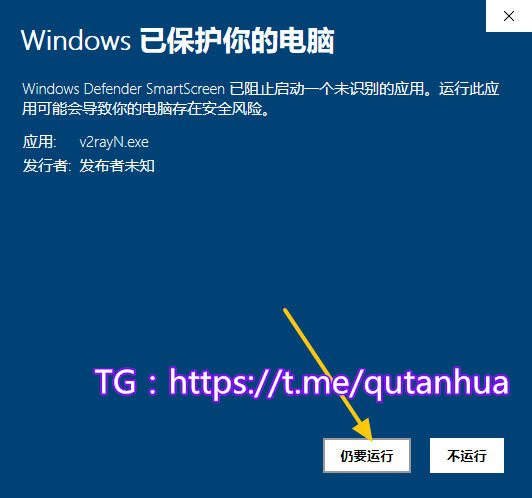 Windows 已保护你的电脑
Windows Defender SmartScreen 已阻止启动一个未识别的应用。运行此应
用可能会导致你的电脑存在安全风险。
应用: v2rayN.exe
发行者: 发布者未知
TG：https://t.me/qutanhua
仍要运行 不运行